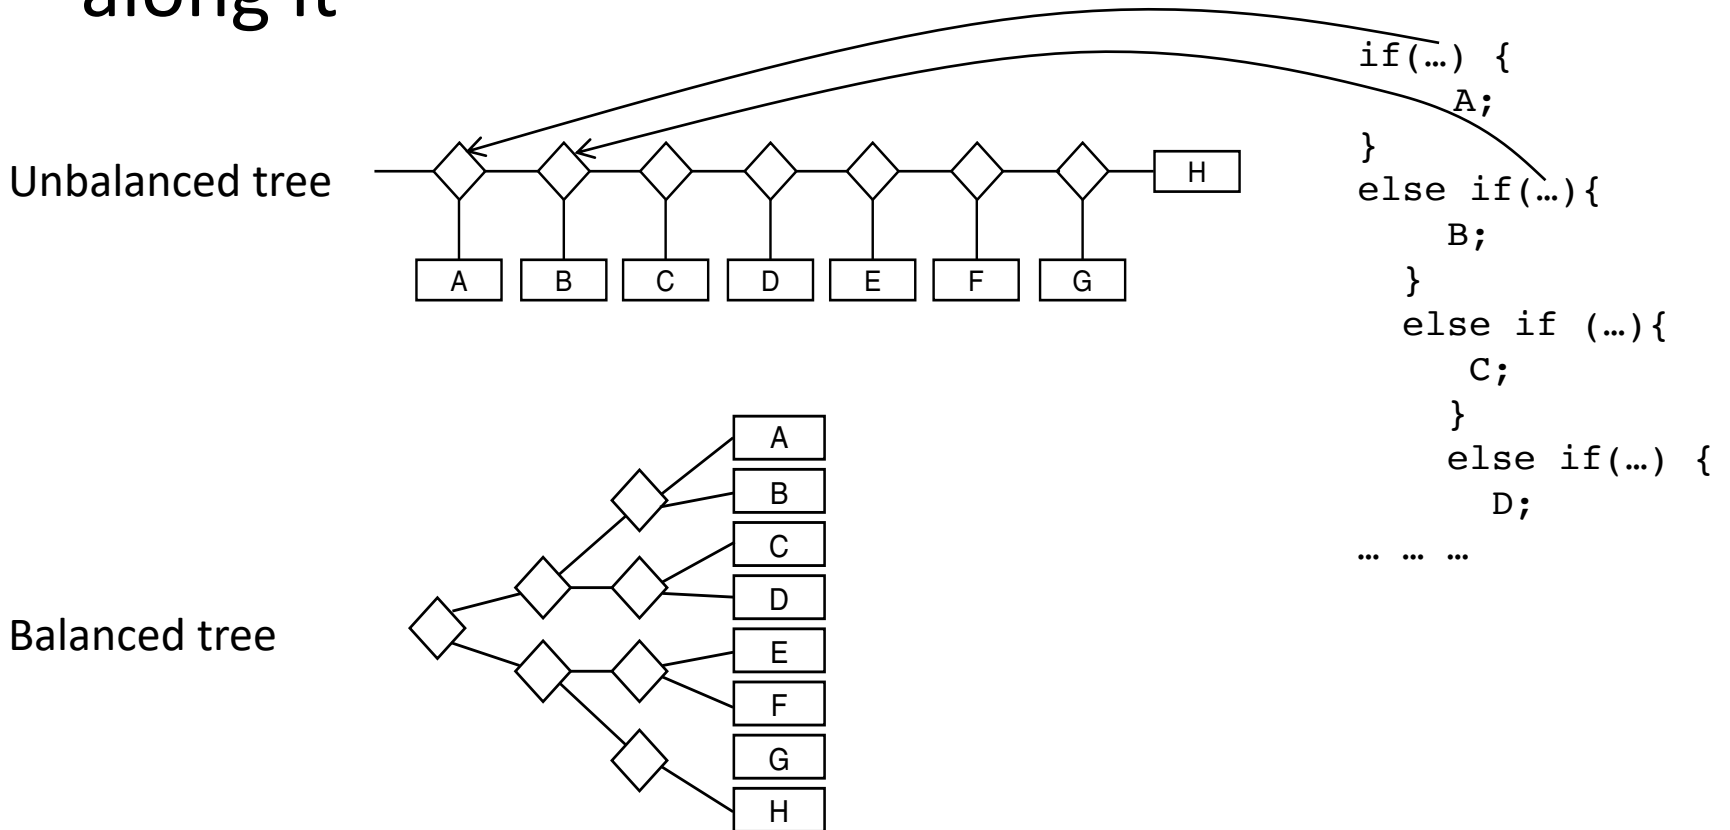 along it
Unbalanced tree
H
A B C D E F G
if(…) {
A;
}
else if(…){
B;
}
else if (…){
C;
}
else if(…) {
D;
… … …
Balanced tree
A
B
C
D
E
F
G
H